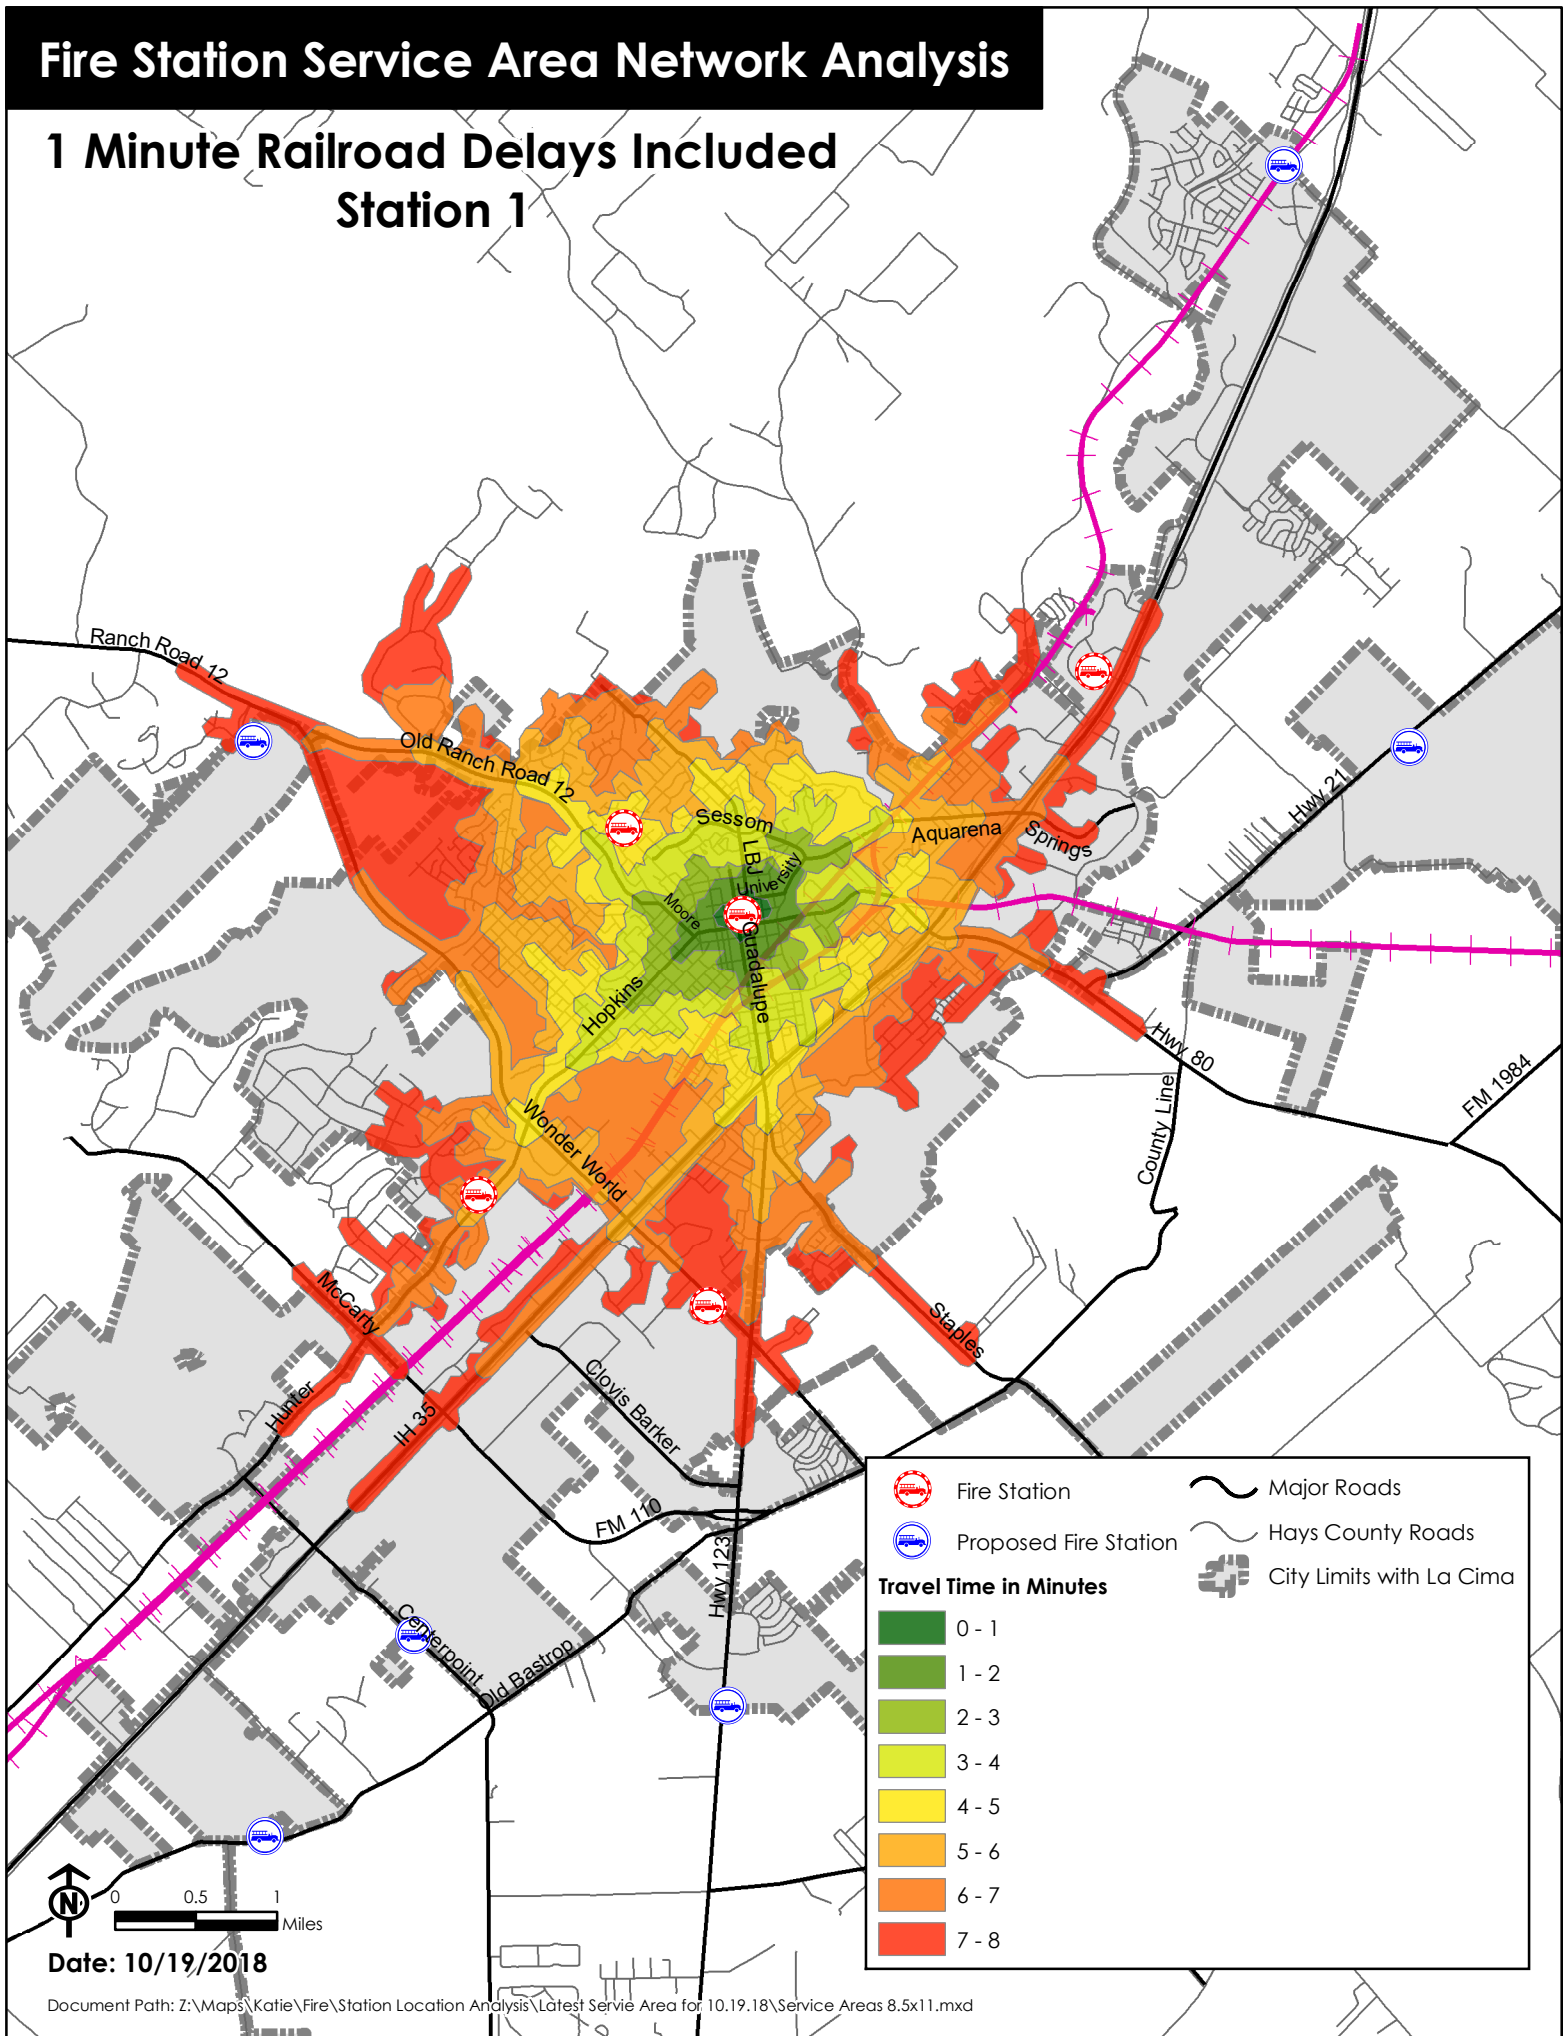 Fire Station Service Area Network Analysis
1 Minute Railroad Delays Included
Station 1
Ranch Road 12
Old Ranch Road 12
Sessom
LBJ
University
Moore
Guadalupe
Hopkins
Aquarena
Springs
Hwy 21
Hwy 80
FM 1984
County Line
Wonder World
McCarty
Hunter
IH 35
Staples
Clovis Barker
FM 110
Hwy 123
Centerpoint
Old Bastrop
Fire Station
Proposed Fire Station
Major Roads
Hays County Roads
City Limits with La Cima
Travel Time in Minutes
0 - 1
1 - 2
2 - 3
3 - 4
4 - 5
5 - 6
6 - 7
7 - 8
N
0 0.5 1
Miles
Date: 10/19/2018
Document Path: Z:\Maps\Katie\Fire\Station Location Analysis\Latest Servie Area for 10.19.18\Service Areas 8.5x11.mxd